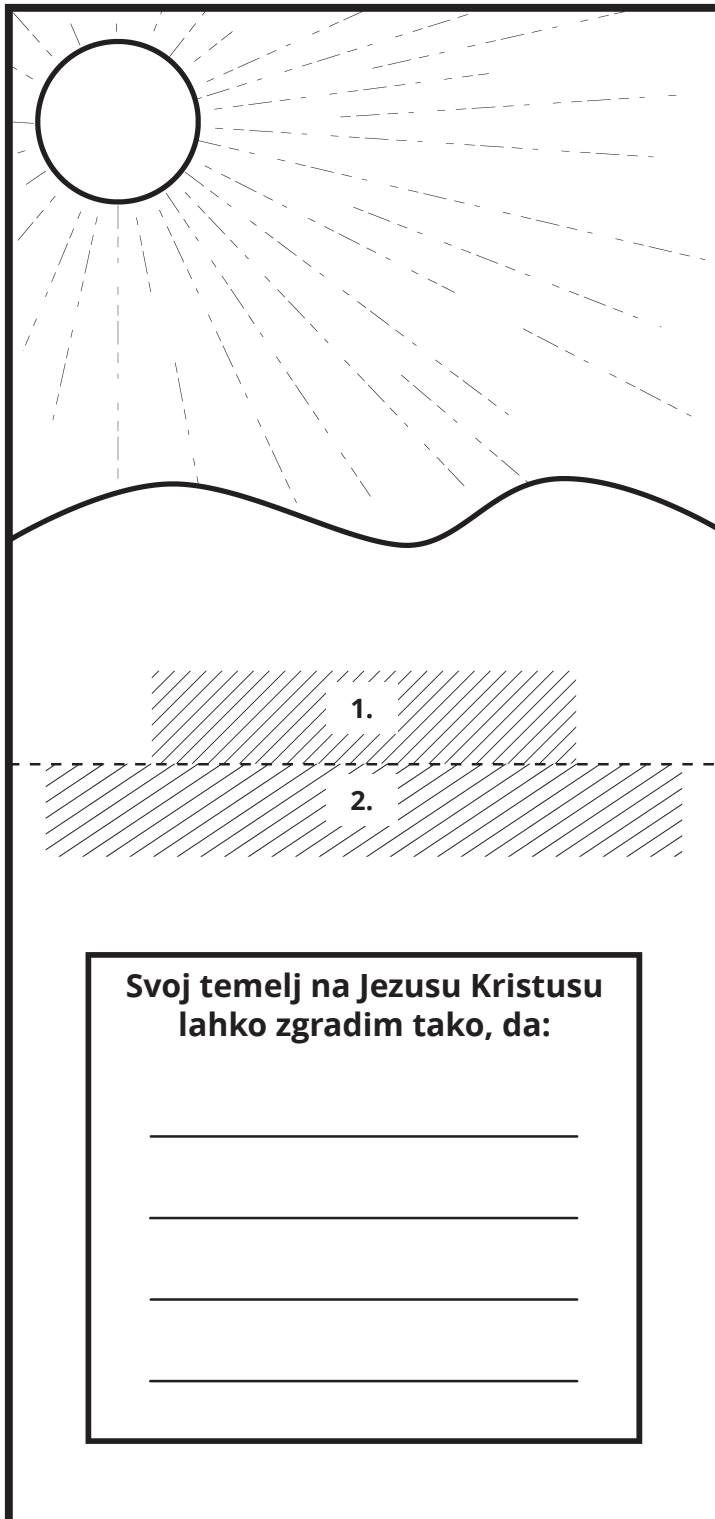 1.
2.
Svoj temelj na Jezusu Kristusu
lahko zgradim tako, da: